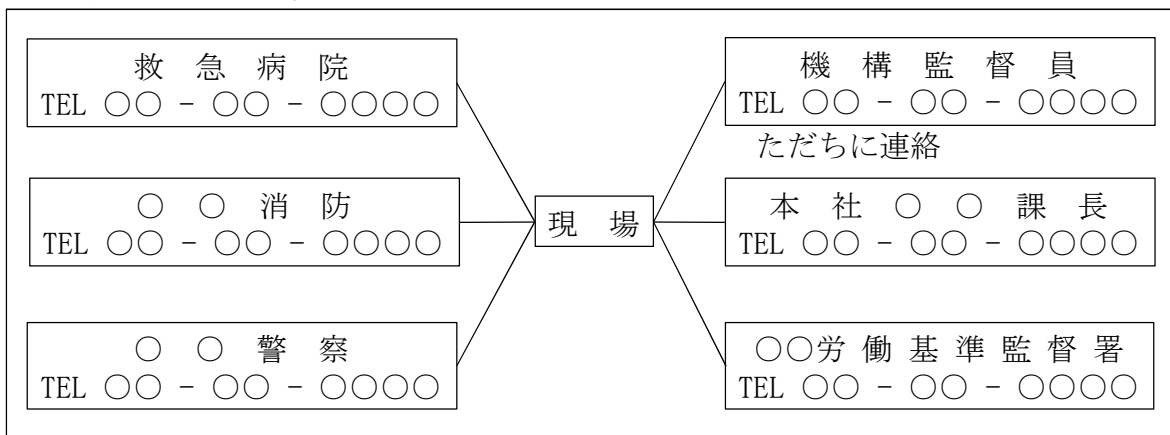 救 急 病 院
TEL ○○ - ○○ - ○○○○
○ ○ 消 防
TEL ○○ - ○○ - ○○○○
○ ○ 警 察
TEL ○○ - ○○ - ○○○○
現 場
機 構 監 督 員
TEL ○○ - ○○ - ○○○○
ただちに連絡
本 社 ○ ○ 課 長
TEL ○○ - ○○ - ○○○○
○○労 働 基 準 監 督 署
TEL ○○ - ○○ - ○○○○